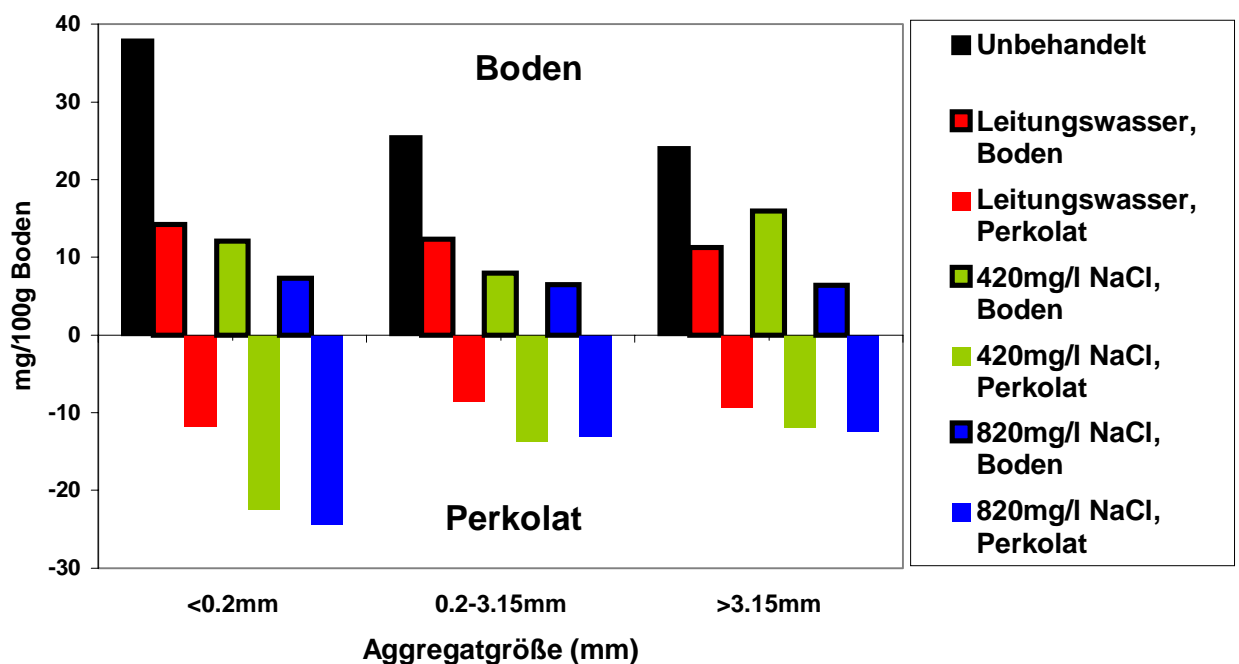 40
30
20
10
0
-10
-20
-30
mg/100g Boden
Boden
Perkolat
<0.2mm
0.2-3.15mm
>3.15mm
Aggregatgröße (mm)
Unbehandelt
Leitungswasser,
Boden
Leitungswasser,
Perkolat
420mg/l NaCl,
Boden
420mg/l NaCl,
Perkolat
820mg/l NaCl,
Boden
820mg/l NaCl,
Perkolat